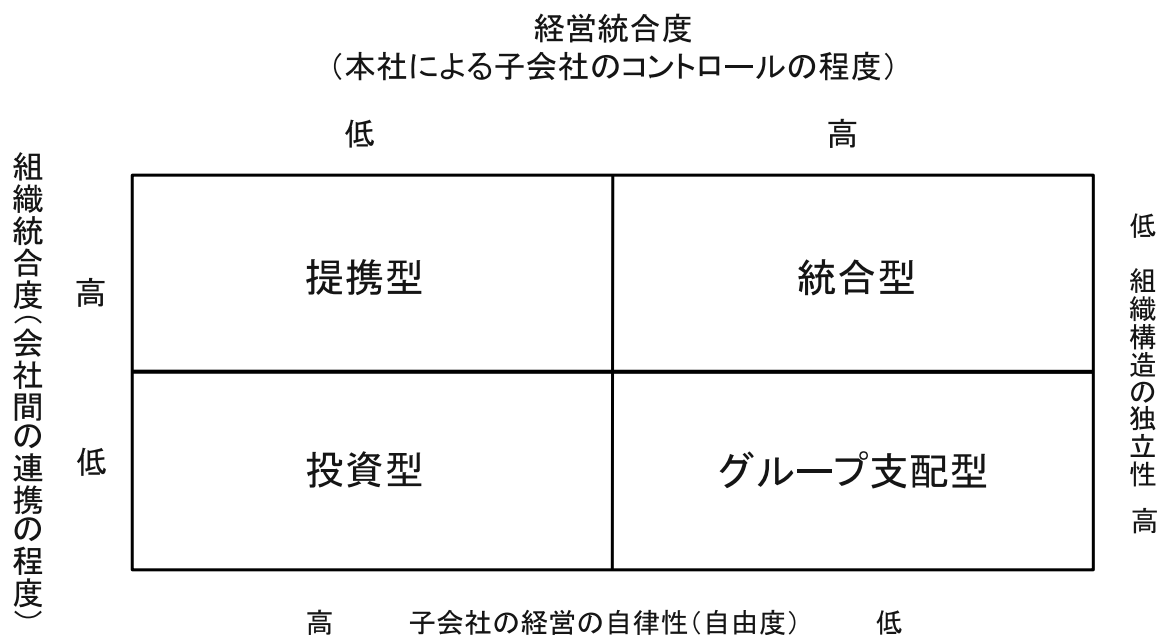 経営統合度
（本社による子会社のコントロールの程度）
低
高
組織統合度（会社間の連携の程度）
高
提携型
統合型
低
投資型
グループ支配型
低 組織構造の独立性 高
高 子会社の経営の自律性（自由度） 低